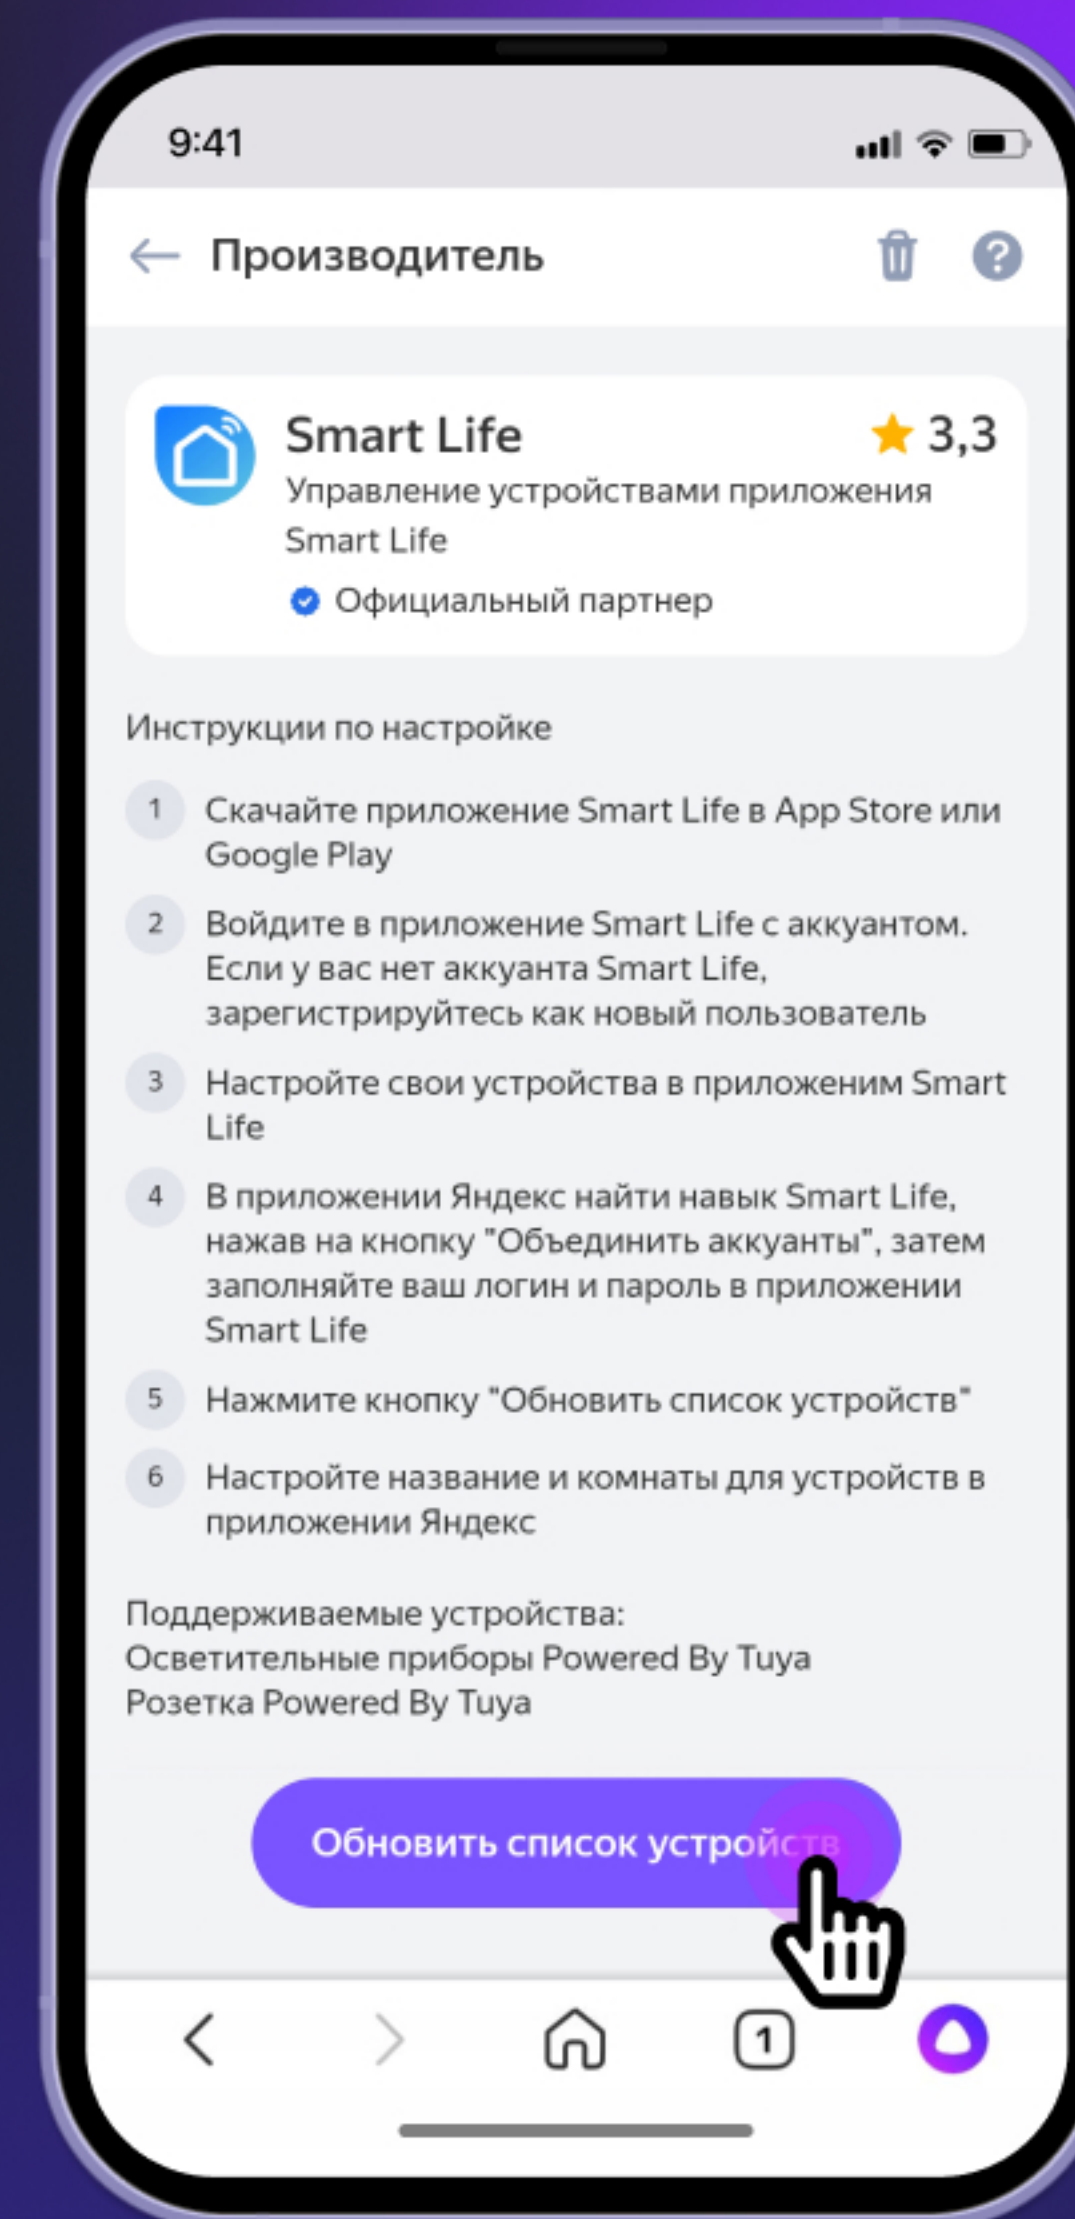 9:41
Производитель
Smart Life
3,3
Управление устройствами приложения
Smart Life
Официальный партнер
Инструкции по настройке
1 Скачайте приложение Smart Life в App Store или
Google Play
2 Войдите в приложение Smart Life с аккуантом.
Если у вас нет аккуанта Smart Life,
зарегистрируйтесь как новый пользователь
3 Настройте свои устройства в приложеним Smart
Life
4 В приложении Яндекс найти навык Smart Life,
нажав на кнопку "Объединить аккуанты", затем
заполняйте ваш логин и пароль в приложении
Smart Life
5 Нажмите кнопку "Обновить список устройств"
6 Настройте название и комнаты для устройств в
приложении Яндекс
Поддерживаемые устройства:
Осветительные приборы Powered By Tuya
Розетка Powered By Tuya
Обновить список устройств
1